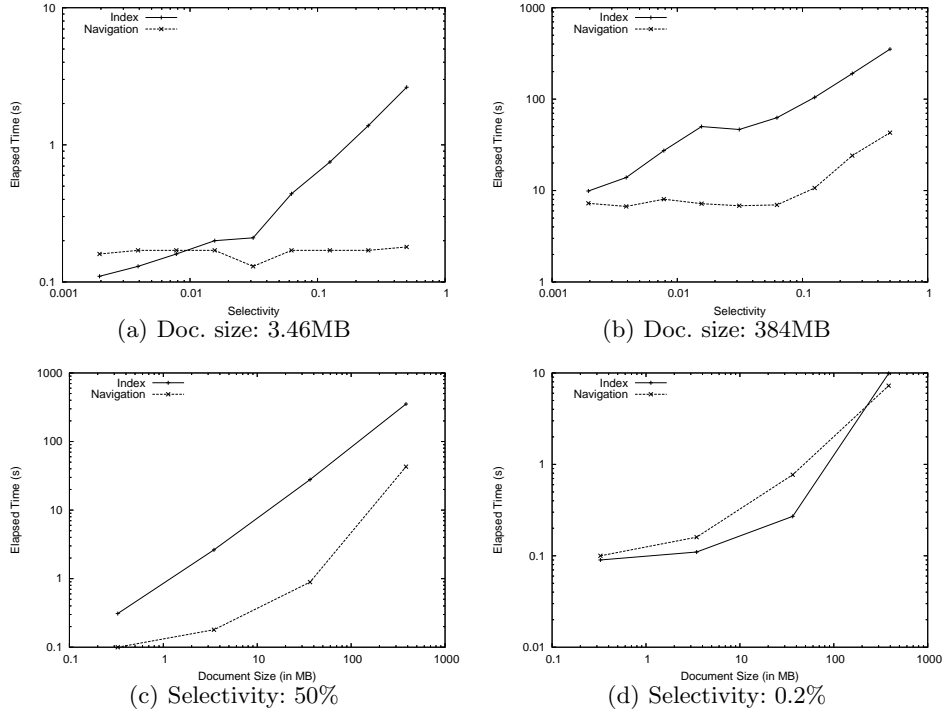 Index
Navigation
10
1
0.1
Elapsed Time (s)
0.001
0.01
0.1
1
Selectivity
(a) Doc. size: 3.46MB
Index
Navigation
1000
100
10
1
Elapsed Time (s)
0.001
0.01
0.1
1
Selectivity
(b) Doc. size: 384MB
Index
Navigation
1000
100
10
1
0.1
Elapsed Time (s)
0.1
1
10
100
1000
Document Size (in MB)
(c) Selectivity: 50%
Index
Navigation
10
1
0.1
0.01
Elapsed Time (s)
0.1
1
10
100
1000
Document Size (in MB)
(d) Selectivity: 0.2%